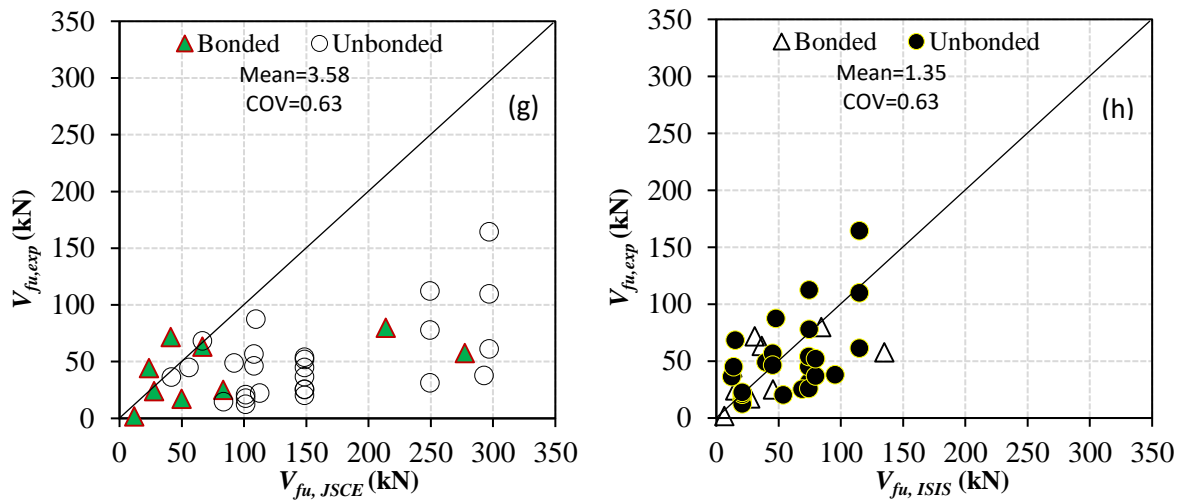 350
300
250
200
150
100
50
0
V_fu,exp (kN)
Bonded Unbonded
Mean=3.58
COV=0.63
(g)
0 50 100 150 200 250 300 350
V_fu, JSCE (kN)
350
300
250
200
150
100
50
0
V_fu,exp (kN)
Bonded Unbonded
Mean=1.35
COV=0.63
(h)
0 50 100 150 200 250 300 350
V_fu, ISIS (kN)